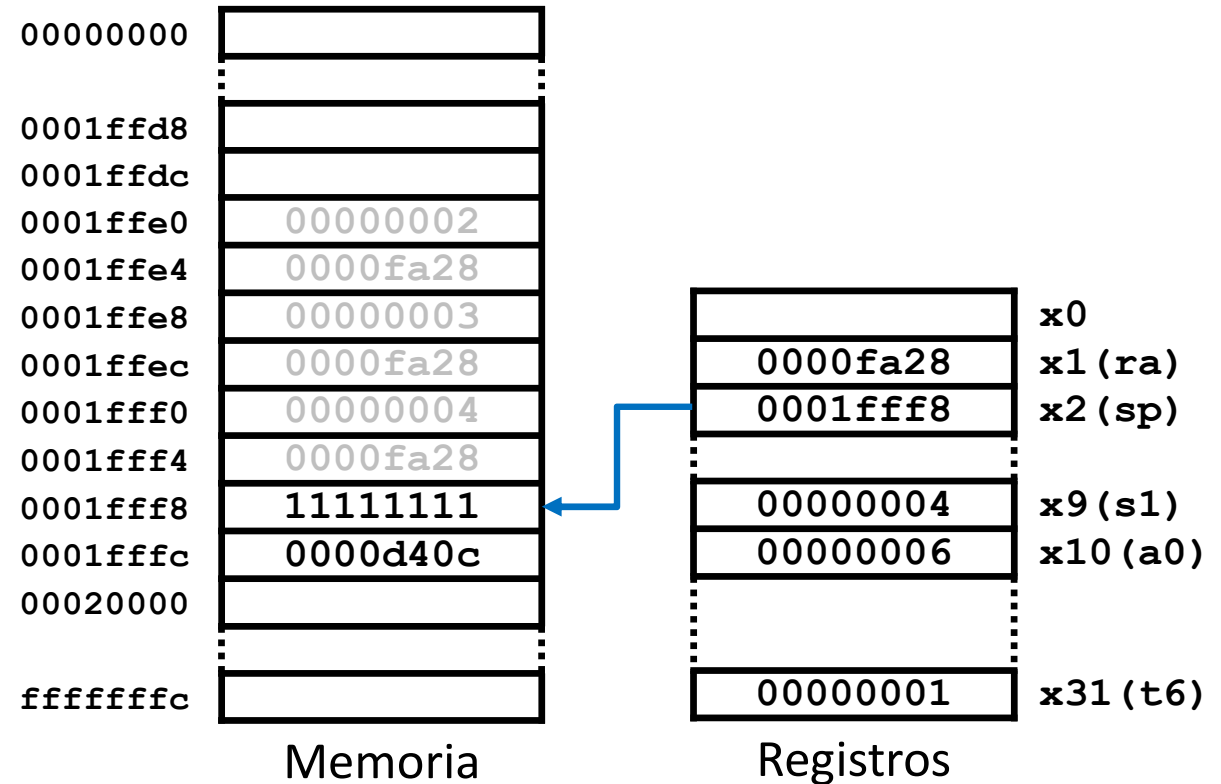 00000000
0001ffd8
0001ffdc
0001ffe0 00000002
0001ffe4 0000fa28
0001ffe8 00000003 x0
0001ffec 0000fa28 0000fa28 x1(ra)
0001fff0 00000004 0001fff8 x2(sp)
0001fff4 0000fa28
0001fff8 11111111 00000004 x9(s1)
0001fffc 0000d40c 00000006 x10(a0)
00020000
fffffffc 00000001 x31(t6)
Memoria Registros